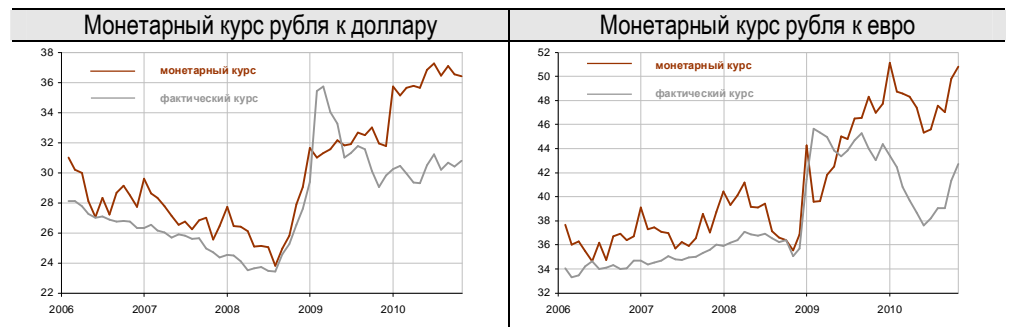 Монетарный курс рубля к доллару
Монетарный курс рубля к евро
38
36
34
32
30
28
26
24
22
монетарный курс
фактический курс
2006 2007 2008 2009 2010
52
50
48
46
44
42
40
38
36
34
32
монетарный курс
фактический курс
2006 2007 2008 2009 2010